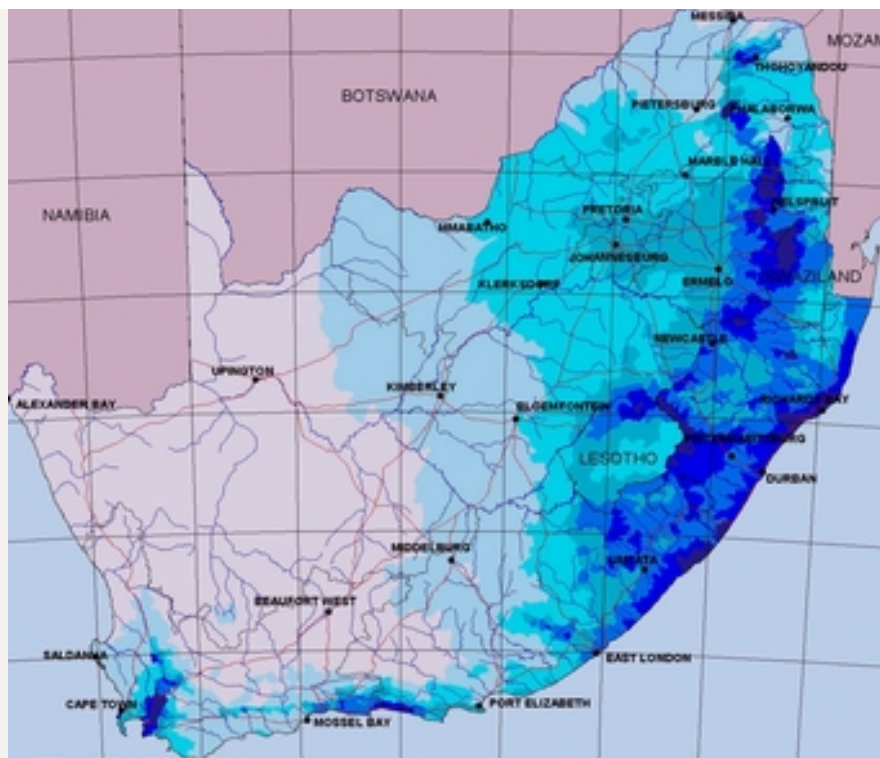 MESSINA
MOZAM
THOHOYANDOU
BOTSWANA
PIETERSBURG
PHALABORWA
MARBLE HALL
NAMIBIA
PRETORIA
NELSPRUIT
MMABATHO
JOHANNESBURG
SWAZILAND
KLERKSDORP
ERMELO
NEWCASTLE
UPINGTON
KIMBERLEY
ALEXANDER BAY
BLOEMFONTEIN
RICHARDS BAY
PIETERMARITZBURG
LESOTHO
DURBAN
MIDDELBURG
UMTATA
BEAUFORT WEST
SALDANHA
EAST LONDON
CAPE TOWN
PORT ELIZABETH
MOSSEL BAY